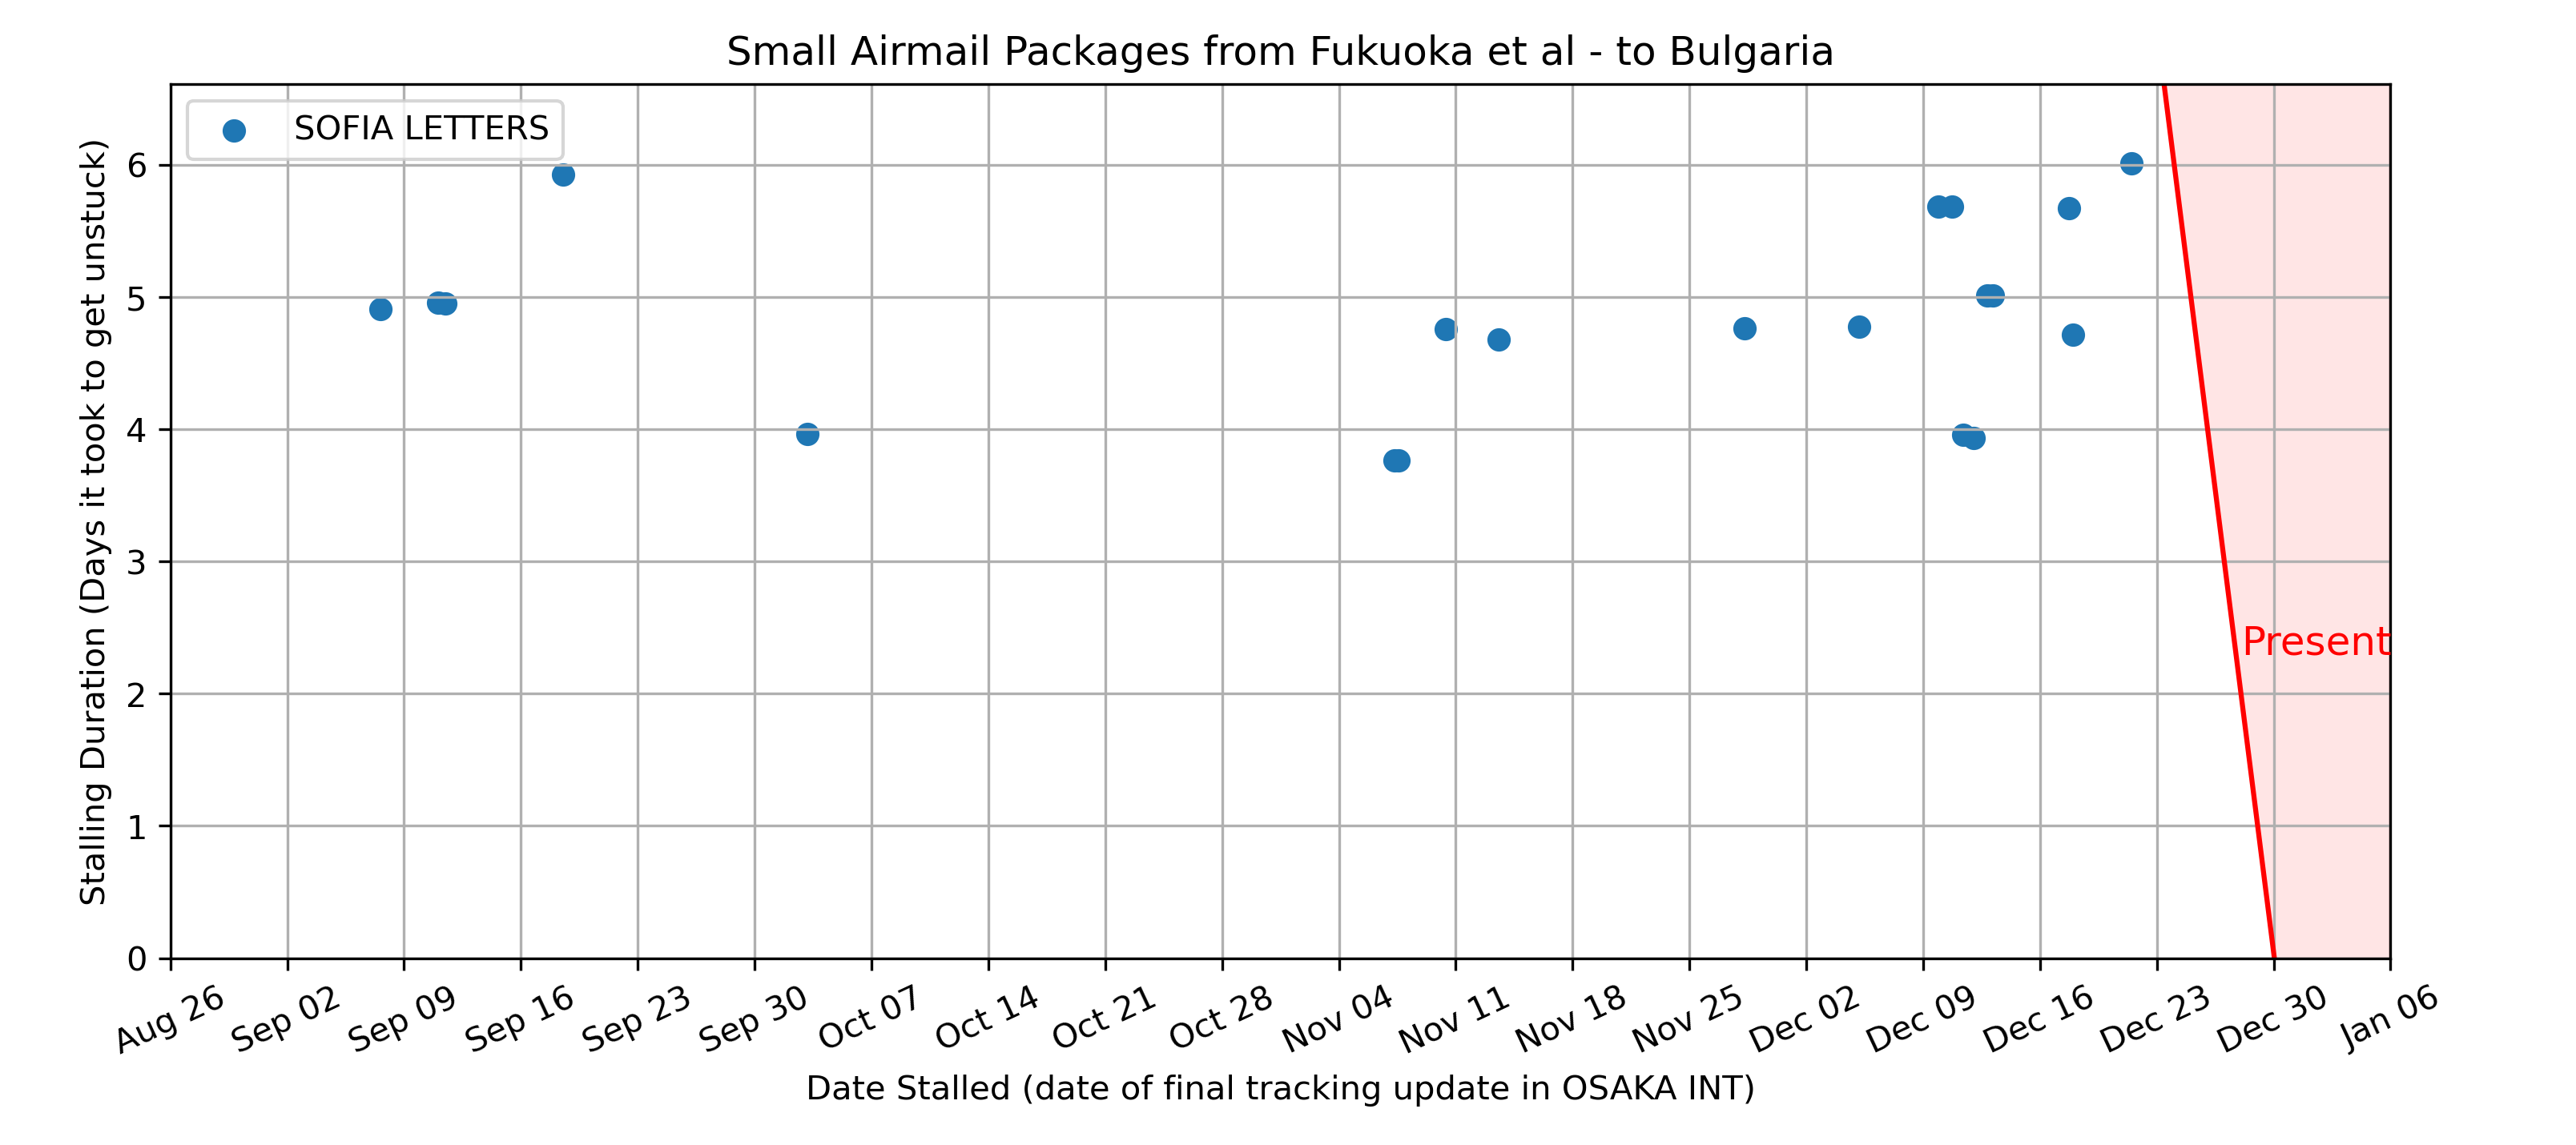 Small Airmail Packages from Fukuoka et al - to Bulgaria
SOFIA LETTERS
Stalling Duration (Days it took to get unstuck)
6
5
4
3
2
1
0
Present
Aug 26
Sep 02
Sep 09
Sep 16
Sep 23
Sep 30
Oct 07
Oct 14
Oct 21
Oct 28
Nov 04
Nov 11
Nov 18
Nov 25
Dec 02
Dec 09
Dec 16
Dec 23
Dec 30
Jan 06
Date Stalled (date of final tracking update in OSAKA INT)